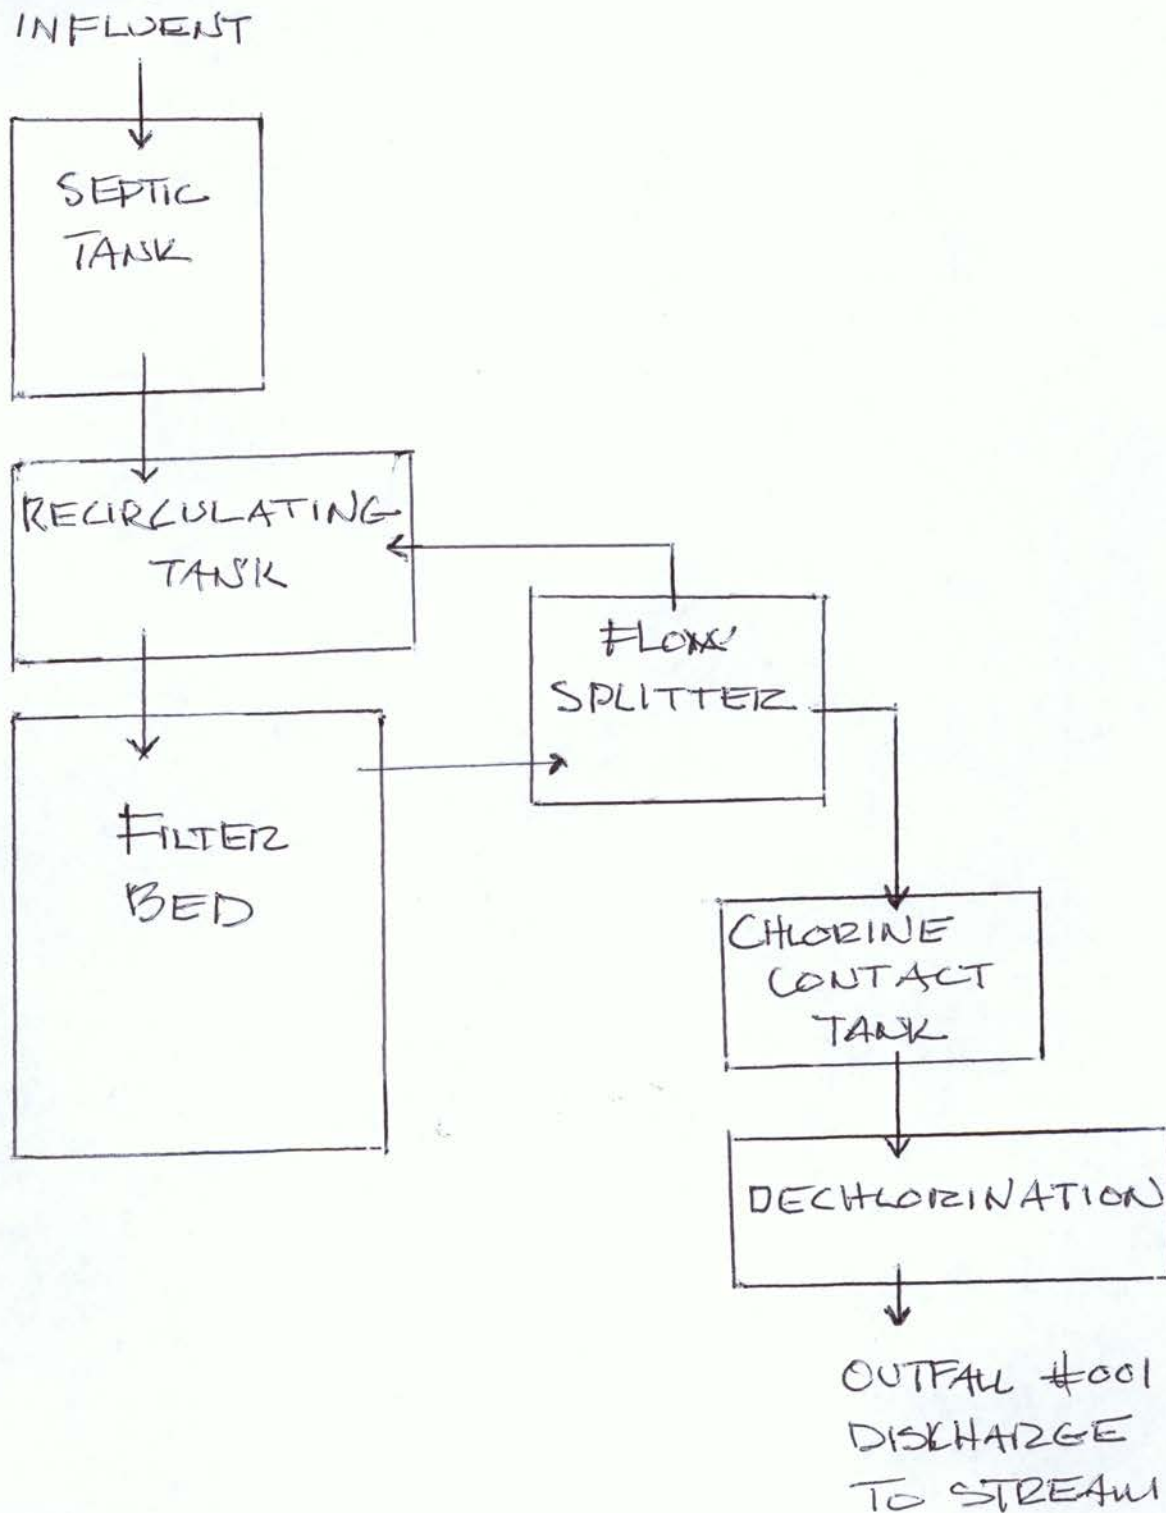 INFLUENT
SEPTIC
TANK
RECIRCULATING
TANK
FLOW
SPLITTER
FILTER
BED
CHLORINE
CONTACT
TANK
DECHLORINATION
OUTFALL #001
DISCHARGE
TO STREAM